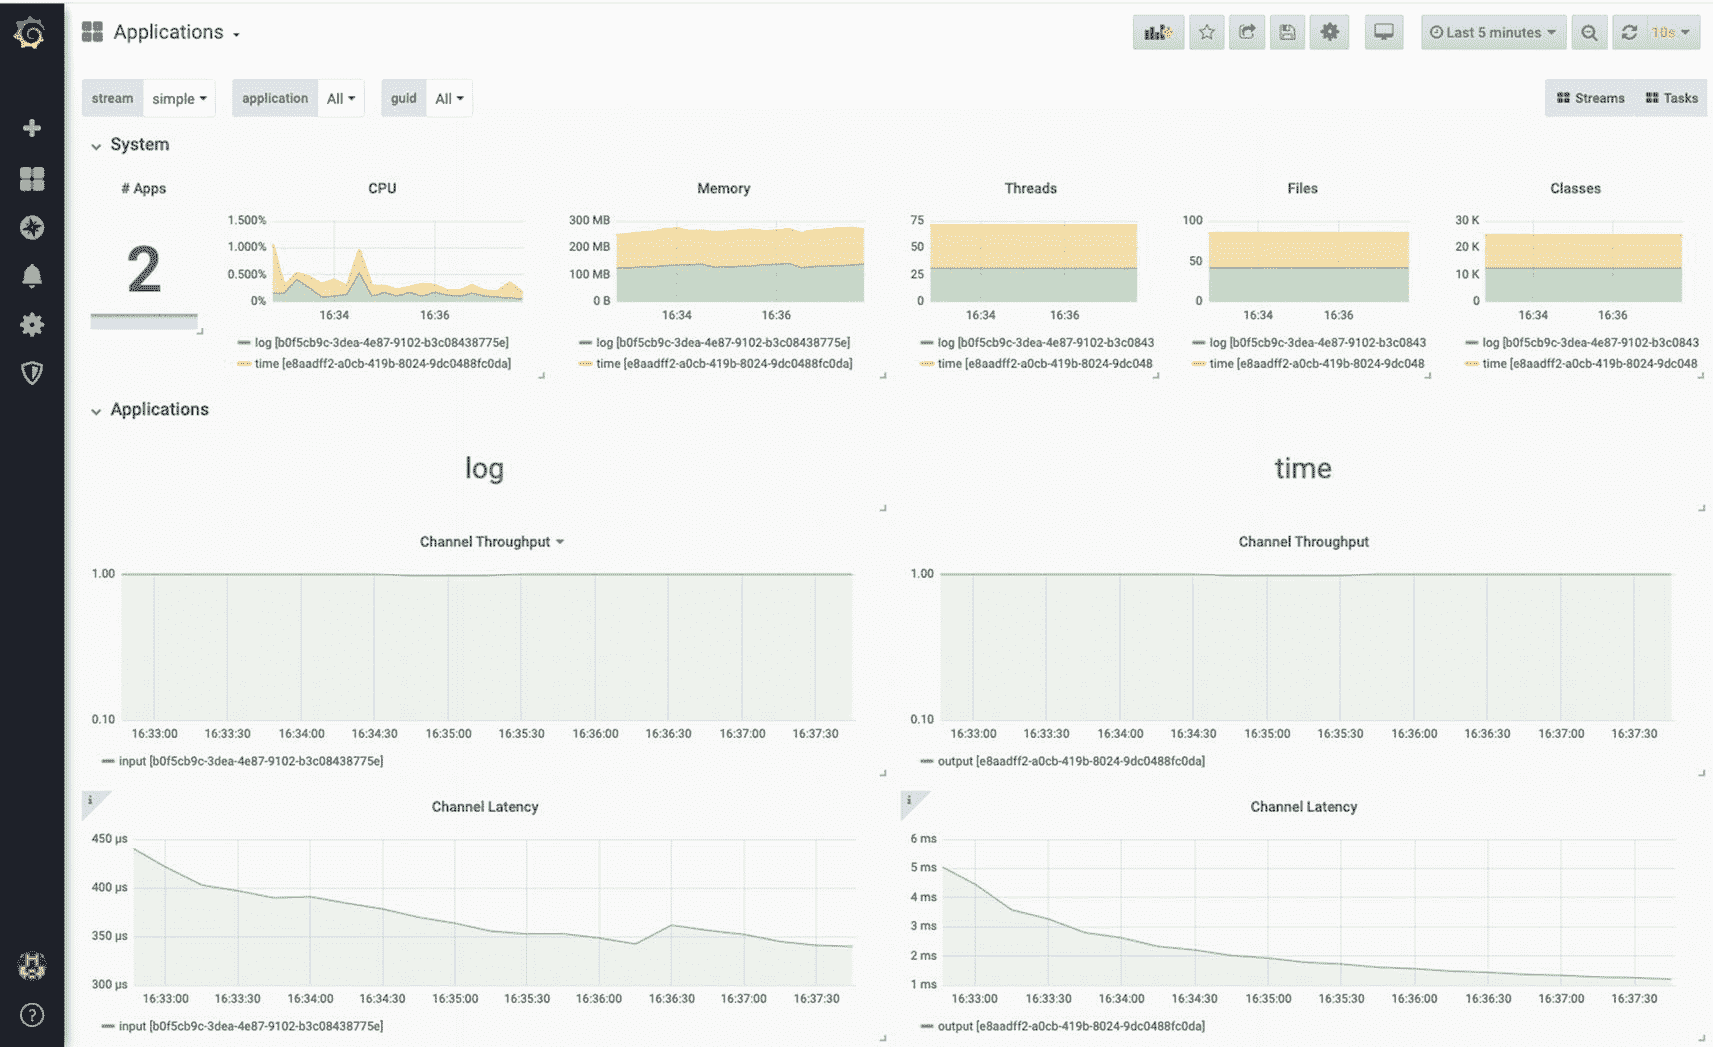 Applications
Last 5 minutes
10s
stream simple application All guid All
Streams Tasks
System
# Apps
2
CPU
1.500%
1.000%
0.500%
0%
16:34 16:36
log [b0f5cb9c-3dea-4e87-9102-b3c08438775e]
time [e8aadff2-a0cb-419b-8024-9dc0488fc0da]
Memory
300 MB
200 MB
100 MB
0 B
16:34 16:36
log [b0f5cb9c-3dea-4e87-9102-b3c08438775e]
time [e8aadff2-a0cb-419b-8024-9dc0488fc0da]
Threads
75
50
25
0
16:34 16:36
log [b0f5cb9c-3dea-4e87-9102-b3c0843
time [e8aadff2-a0cb-419b-8024-9dc048
Files
100
50
0
16:34 16:36
log [b0f5cb9c-3dea-4e87-9102-b3c0843
time [e8aadff2-a0cb-419b-8024-9dc048
Classes
30 K
20 K
10 K
0
16:34 16:36
log [b0f5cb9c-3dea-4e87-9102-b3c0843
time [e8aadff2-a0cb-419b-8024-9dc048
Applications
log
Channel Throughput
1.00
0.10
16:33:00 16:33:30 16:34:00 16:34:30 16:35:00 16:35:30 16:36:00 16:36:30 16:37:00 16:37:30
input [b0f5cb9c-3dea-4e87-9102-b3c08438775e]
i
Channel Latency
450 µs
400 µs
350 µs
300 µs
16:33:00 16:33:30 16:34:00 16:34:30 16:35:00 16:35:30 16:36:00 16:36:30 16:37:00 16:37:30
input [b0f5cb9c-3dea-4e87-9102-b3c08438775e]
time
Channel Throughput
1.00
0.10
16:33:00 16:33:30 16:34:00 16:34:30 16:35:00 16:35:30 16:36:00 16:36:30 16:37:00 16:37:30
output [e8aadff2-a0cb-419b-8024-9dc0488fc0da]
i
Channel Latency
6 ms
5 ms
4 ms
3 ms
2 ms
1 ms
16:33:00 16:33:30 16:34:00 16:34:30 16:35:00 16:35:30 16:36:00 16:36:30 16:37:00 16:37:30
output [e8aadff2-a0cb-419b-8024-9dc0488fc0da]
?